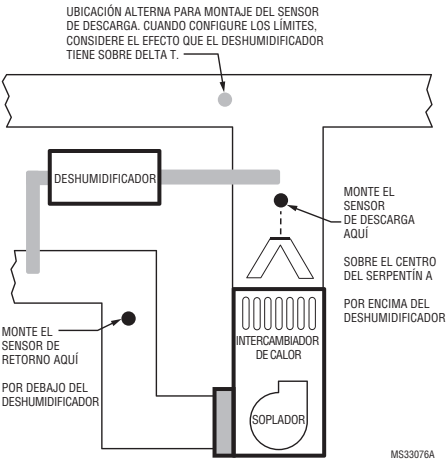 UBICACIÓN ALTERNA PARA MONTAJE DEL SENSOR
DE DESCARGA. CUANDO CONFIGURE LOS LÍMITES,
CONSIDERE EL EFECTO QUE EL DESHUMIDIFICADOR
TIENE SOBRE DELTA T.
DESHUMIDIFICADOR
MONTE EL
SENSOR
DE DESCARGA
AQUÍ
SOBRE EL CENTRO
DEL SERPENTÍN A
POR ENCIMA DEL
DESHUMIDIFICADOR
MONTE EL
SENSOR DE
RETORNO AQUÍ
POR DEBAJO DEL
DESHUMIDIFICADOR
INTERCAMBIADOR
DE CALOR
SOPLADOR
MS33076A